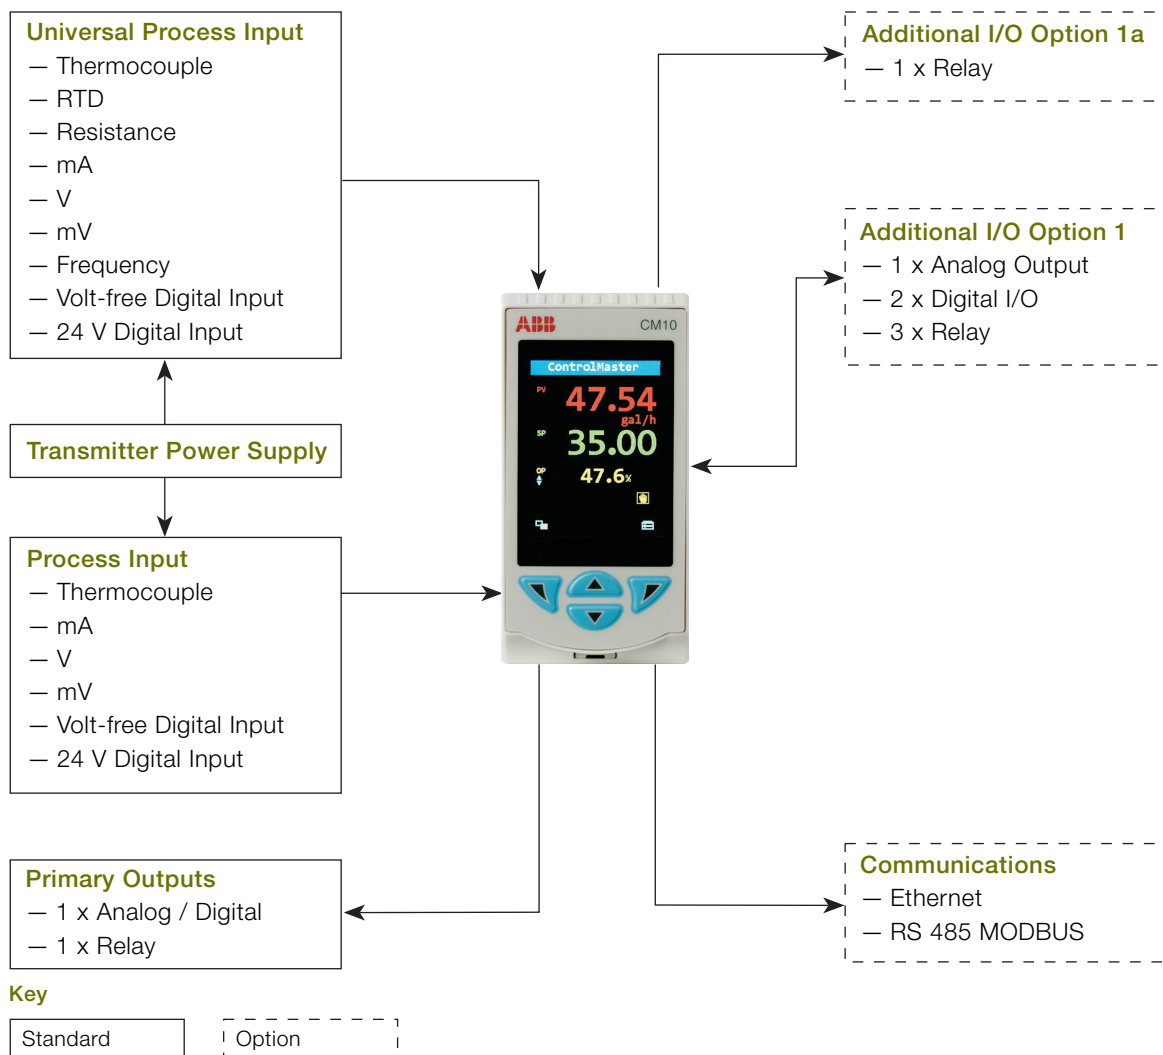 Universal Process Input
— Thermocouple
— RTD
— Resistance
— mA
— V
— mV
— Frequency
— Volt-free Digital Input
— 24 V Digital Input
Transmitter Power Supply
Process Input
— Thermocouple
— mA
— V
— mV
— Volt-free Digital Input
— 24 V Digital Input
Primary Outputs
— 1 x Analog / Digital
— 1 x Relay
ABB CM10
ControlMaster
PV 47.54
gal/h
SP 35.00
OP 47.6%
Additional I/O Option 1a
— 1 x Relay
Additional I/O Option 1
— 1 x Analog Output
— 2 x Digital I/O
— 3 x Relay
Communications
— Ethernet
— RS 485 MODBUS
Key
Standard
Option